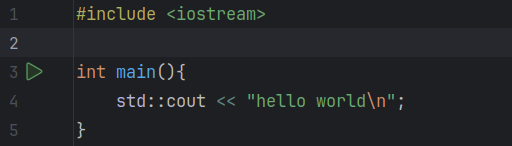 1 #include <iostream>
2
3 int main(){
4     std::cout << "hello world\n";
5 }